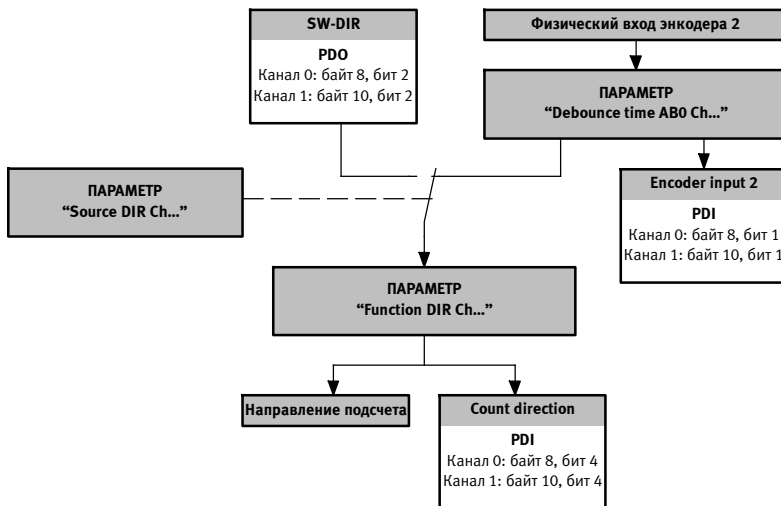 SW-DIR
PDO
Канал 0: байт 8, бит 2
Канал 1: байт 10, бит 2
Физический вход энкодера 2
ПАРАМЕТР
“Debounce time AB0 Ch...”
Encoder input 2
PDI
Канал 0: байт 8, бит 1
Канал 1: байт 10, бит 1
ПАРАМЕТР
“Source DIR Ch...”
ПАРАМЕТР
“Function DIR Ch...”
Направление подсчета
Count direction
PDI
Канал 0: байт 8, бит 4
Канал 1: байт 10, бит 4